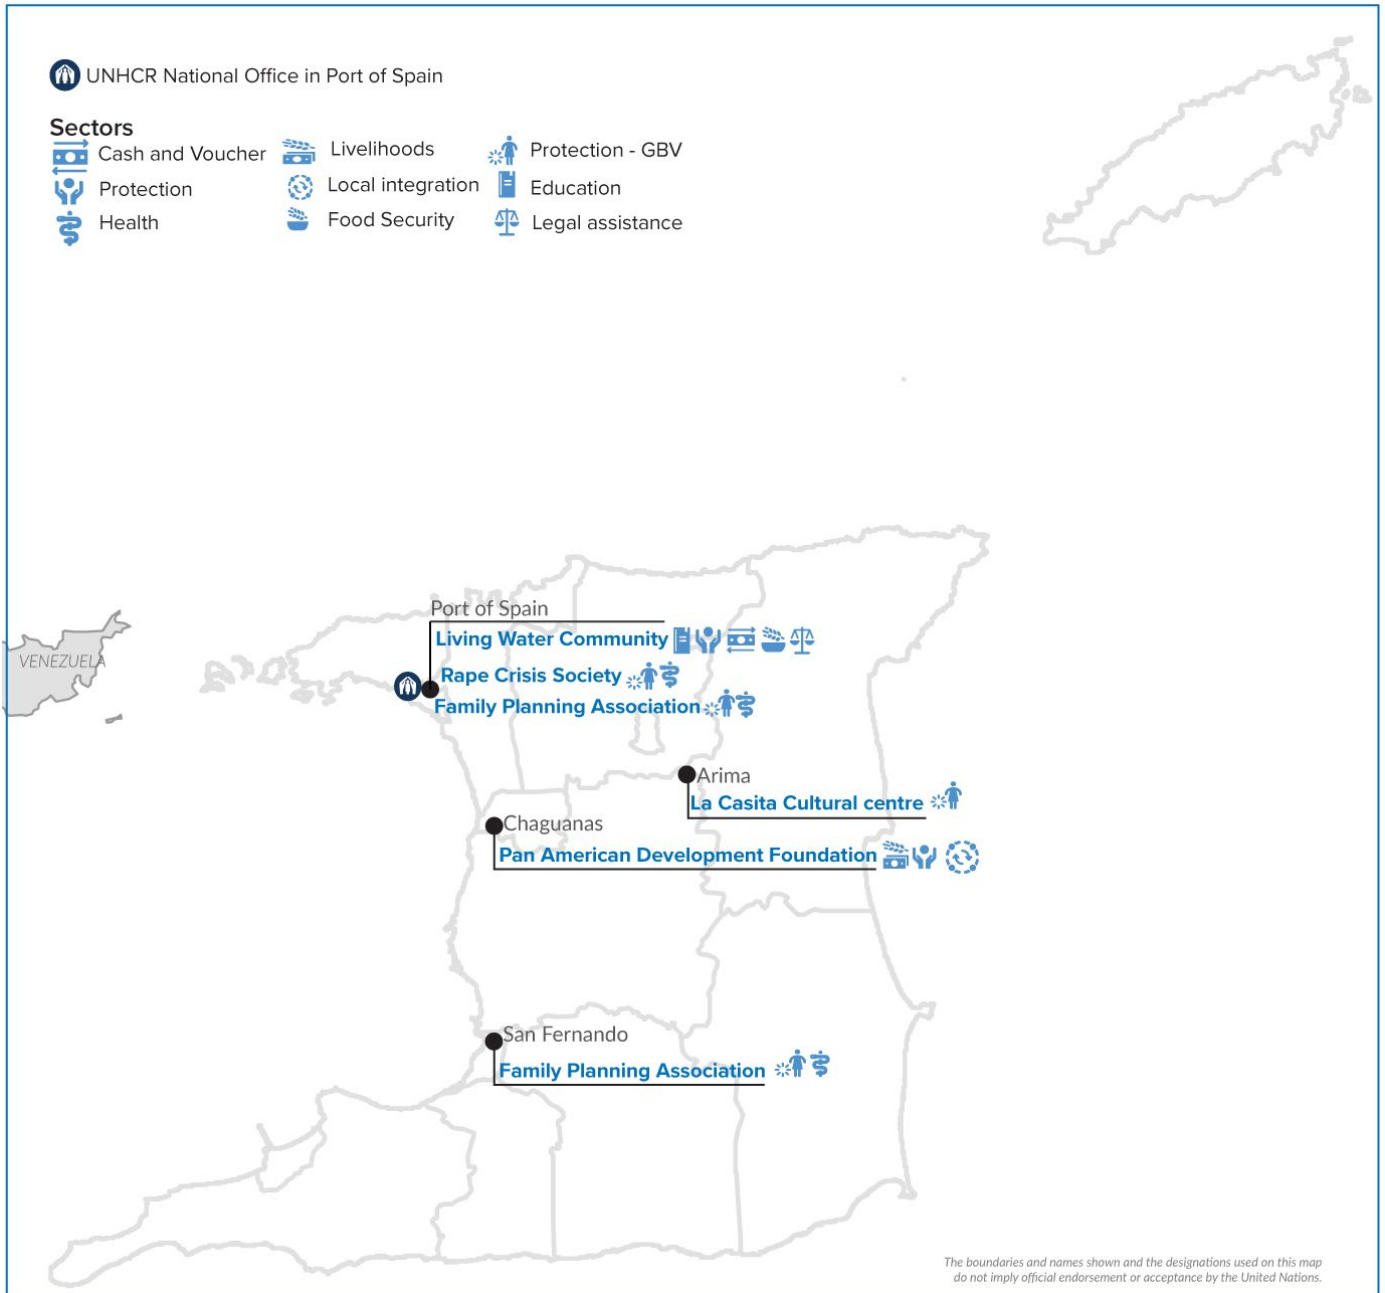 UNHCR National Office in Port of Spain
Sectors
Cash and Voucher
Livelihoods
Protection - GBV
Protection
Local integration
Education
Health
Food Security
Legal assistance
Port of Spain
Living Water Community
VENEZUELA
Rape Crisis Society
Family Planning Association
Arima
La Casita Cultural centre
Chaguanas
Pan American Development Foundation
San Fernando
Family Planning Association
The boundaries and names shown and the designations used on this map
do not imply official endorsement or acceptance by the United Nations.